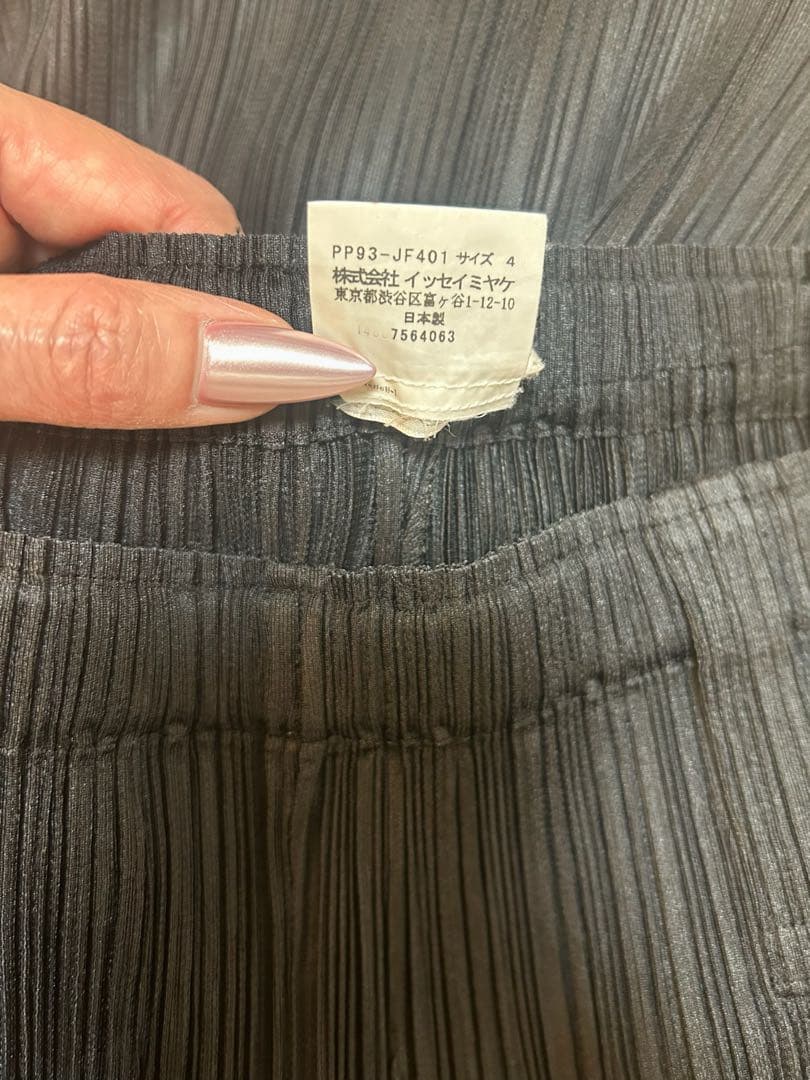 PP93-JF401 サイズ 4
株式会社 イッセイミヤケ
東京都渋谷区富ヶ谷1-12-10
日本製
7564063